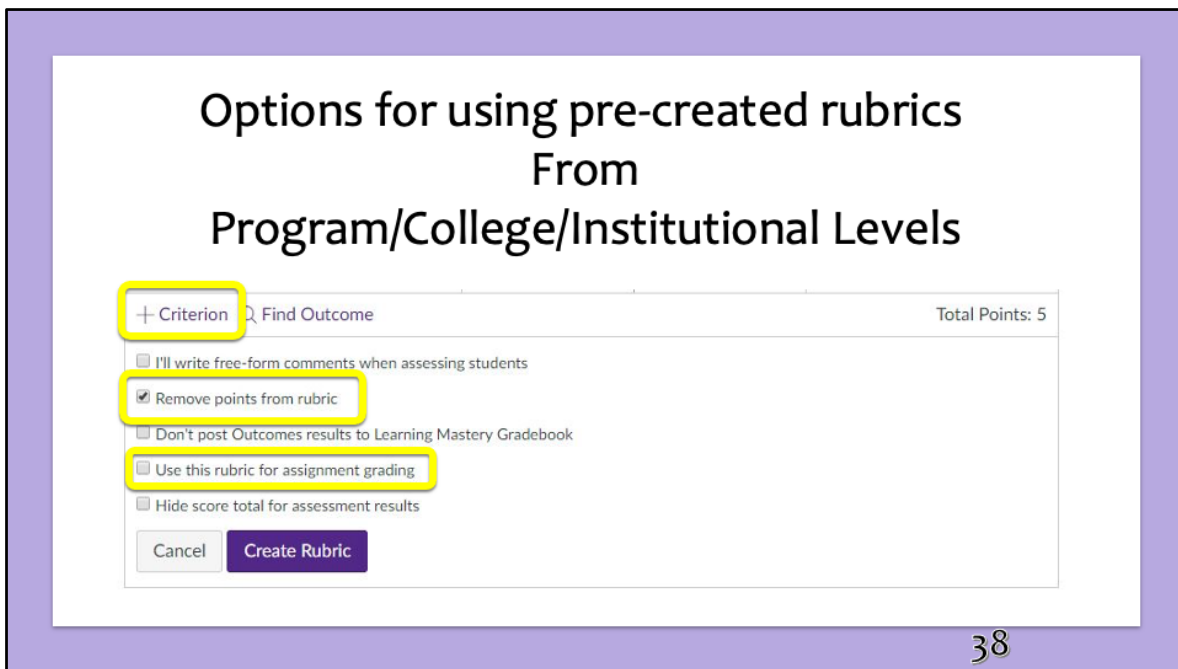 Options for using pre-created rubrics
From
Program/College/Institutional Levels
+ Criterion Find Outcome Total Points: 5
I'll write free-form comments when assessing students
Remove points from rubric
Don't post Outcomes results to Learning Mastery Gradebook
Use this rubric for assignment grading
Hide score total for assessment results
Cancel Create Rubric
38